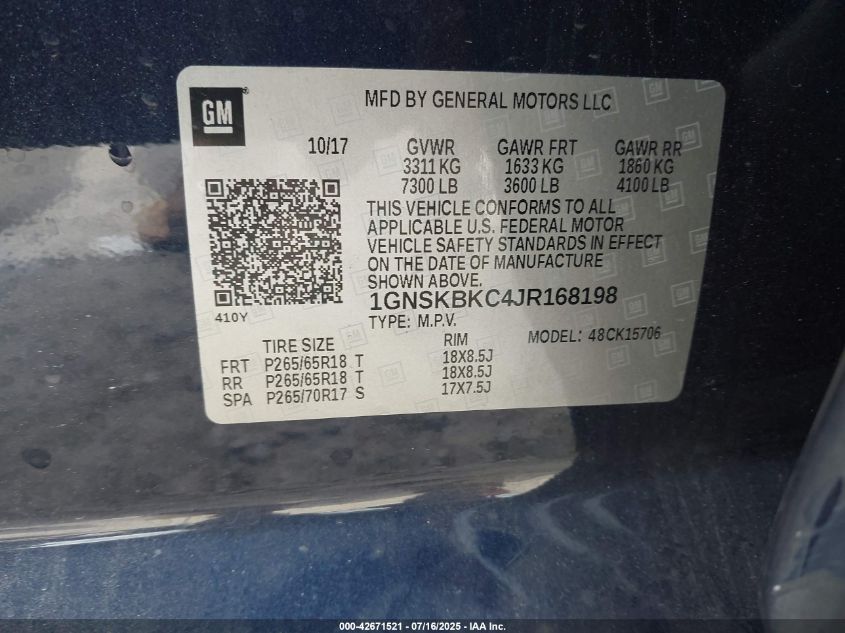 GM ®
MFD BY GENERAL MOTORS LLC
10/17 GVWR GAWR FRT GAWR RR
3311 KG 1633 KG 1860 KG
7300 LB 3600 LB 4100 LB
THIS VEHICLE CONFORMS TO ALL
APPLICABLE U.S. FEDERAL MOTOR
VEHICLE SAFETY STANDARDS IN EFFECT
ON THE DATE OF MANUFACTURE
SHOWN ABOVE.
1GNSKBKC4JR168198
410Y
TYPE: M.P.V. MODEL: 48CK15706
TIRE SIZE RIM
FRT P265/65R18 T 18X8.5J
RR P265/65R18 T 18X8.5J
SPA P265/70R17 S 17X7.5J
000-42671521 - 07/16/2025 - IAA Inc.